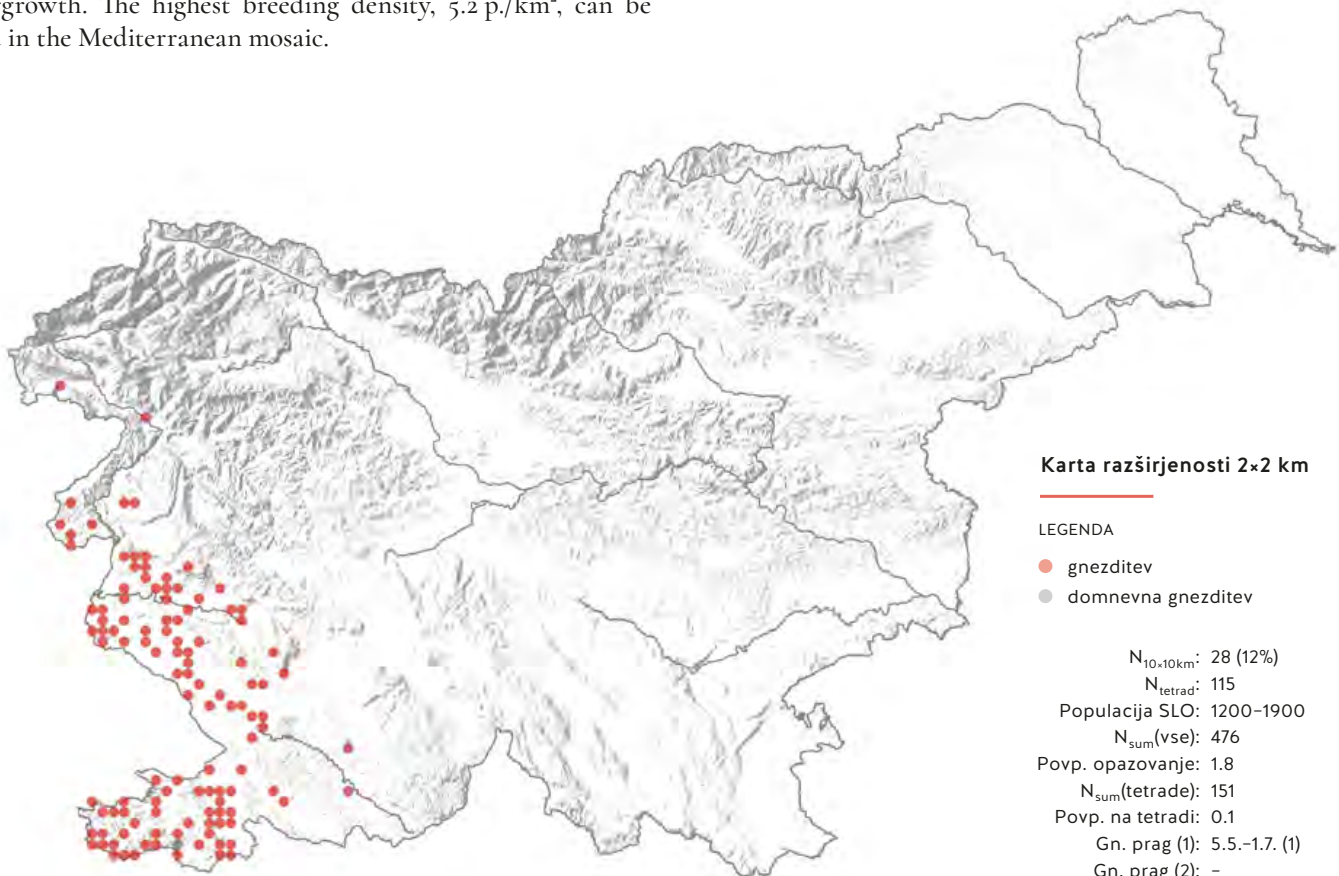 rgrowth. The highest breeding density, 5.2 p./km², can be
in the Mediterranean mosaic.
Karta razširjenosti 2×2 km
LEGENDA
gnezditev
domnevna gnezditev
N10×10km: 28 (12%)
Ntetrad: 115
Populacija SLO: 1200–1900
Nsum(vse): 476
Povp. opazovanje: 1.8
Nsum(tetrade): 151
Povp. na tetradi: 0.1
Gn. prag (1): 5.5.–1.7. (1)
Gn. prag (2): –